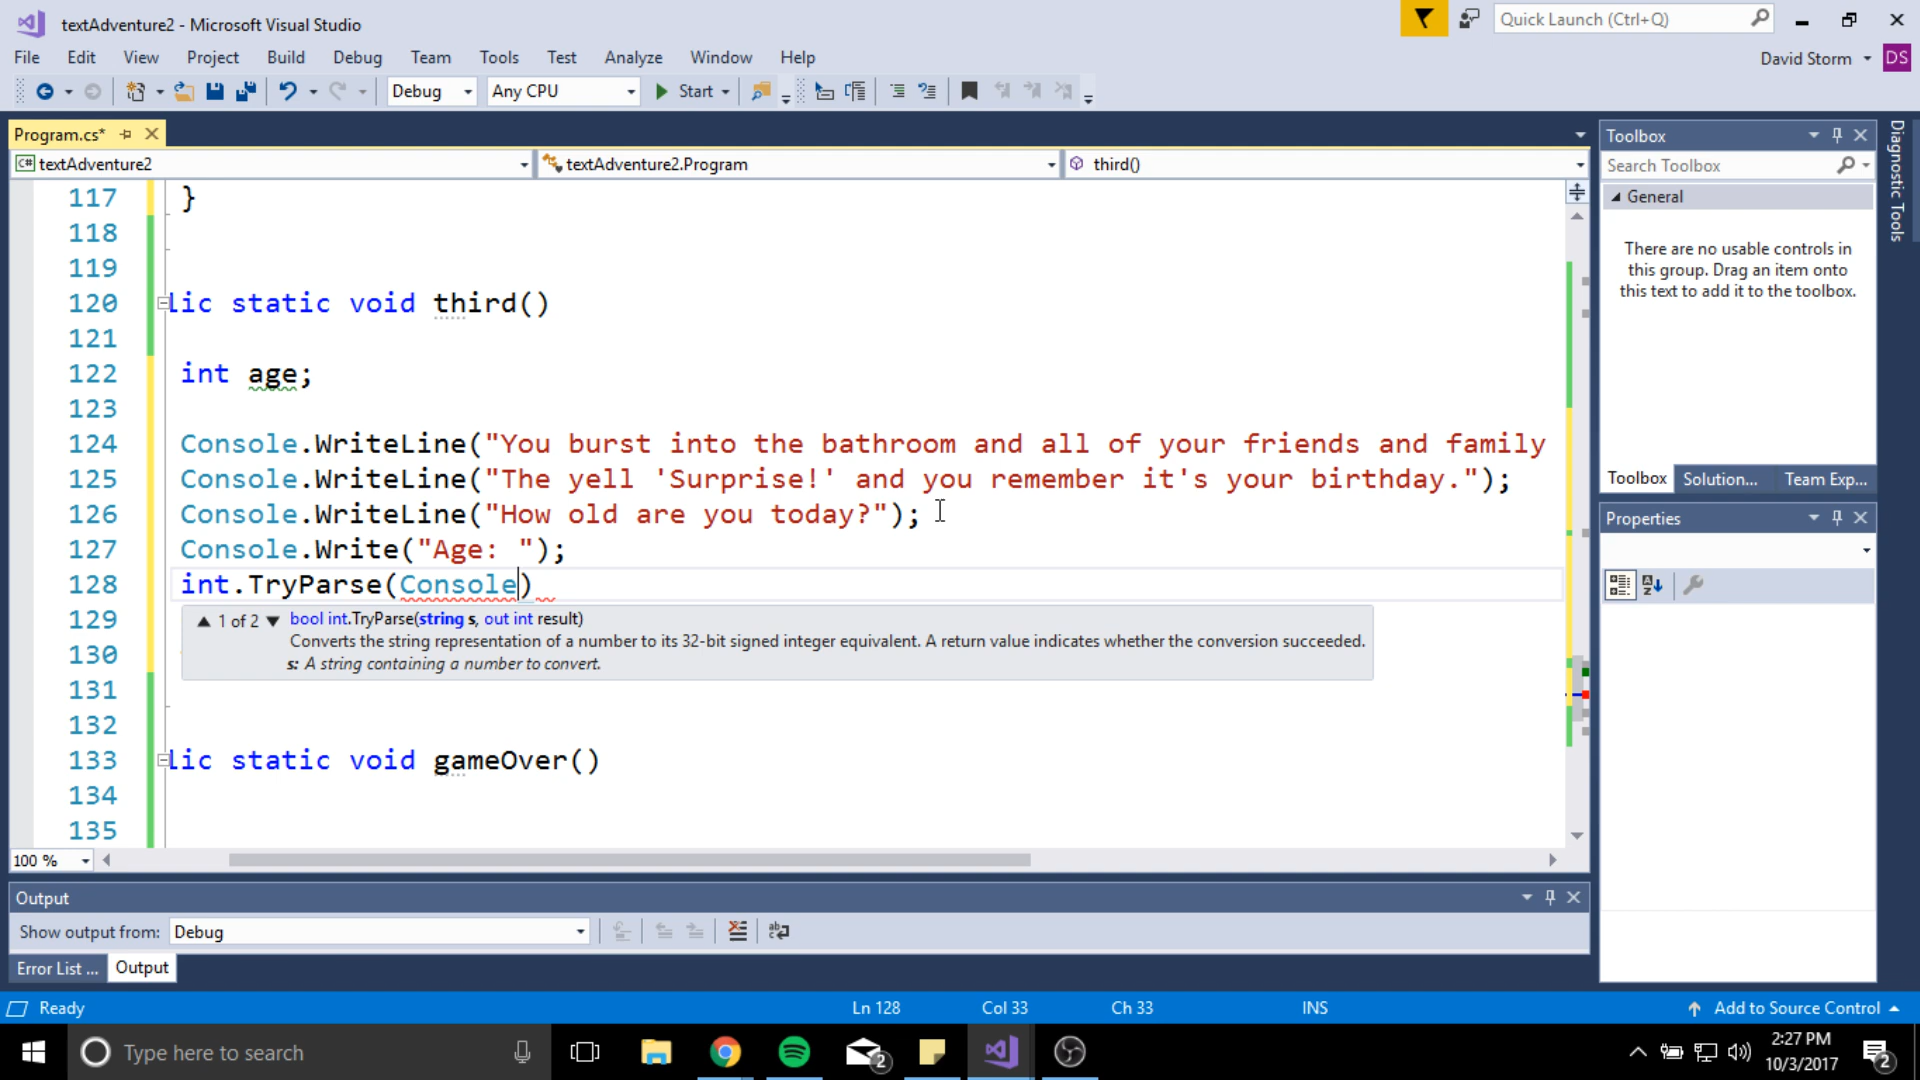 textAdventure2 - Microsoft Visual Studio
Quick Launch (Ctrl+Q)
File Edit View Project Build Debug Team Tools Test Analyze Window Help
David Storm DS
Debug Any CPU Start
Program.cs*
textAdventure2 textAdventure2.Program third()
117 }
118
119
120 lic static void third()
121
122 int age;
123
124 Console.WriteLine("You burst into the bathroom and all of your friends and family
125 Console.WriteLine("The yell 'Surprise!' and you remember it's your birthday.");
126 Console.WriteLine("How old are you today?");
127 Console.Write("Age: ");
128 int.TryParse(Console)
129
1 of 2 bool int.TryParse(string s, out int result)
Converts the string representation of a number to its 32-bit signed integer equivalent. A return value indicates whether the conversion succeeded.
s: A string containing a number to convert.
130
131
132
133 lic static void gameOver()
134
135
100 %
Toolbox
Search Toolbox
General
There are no usable controls in
this group. Drag an item onto
this text to add it to the toolbox.
Toolbox Solution... Team Exp...
Properties
Diagnostic Tools
Output
Show output from: Debug
Error List ... Output
Ready Ln 128 Col 33 Ch 33 INS Add to Source Control
Type here to search
2
2:27 PM
10/3/2017
2